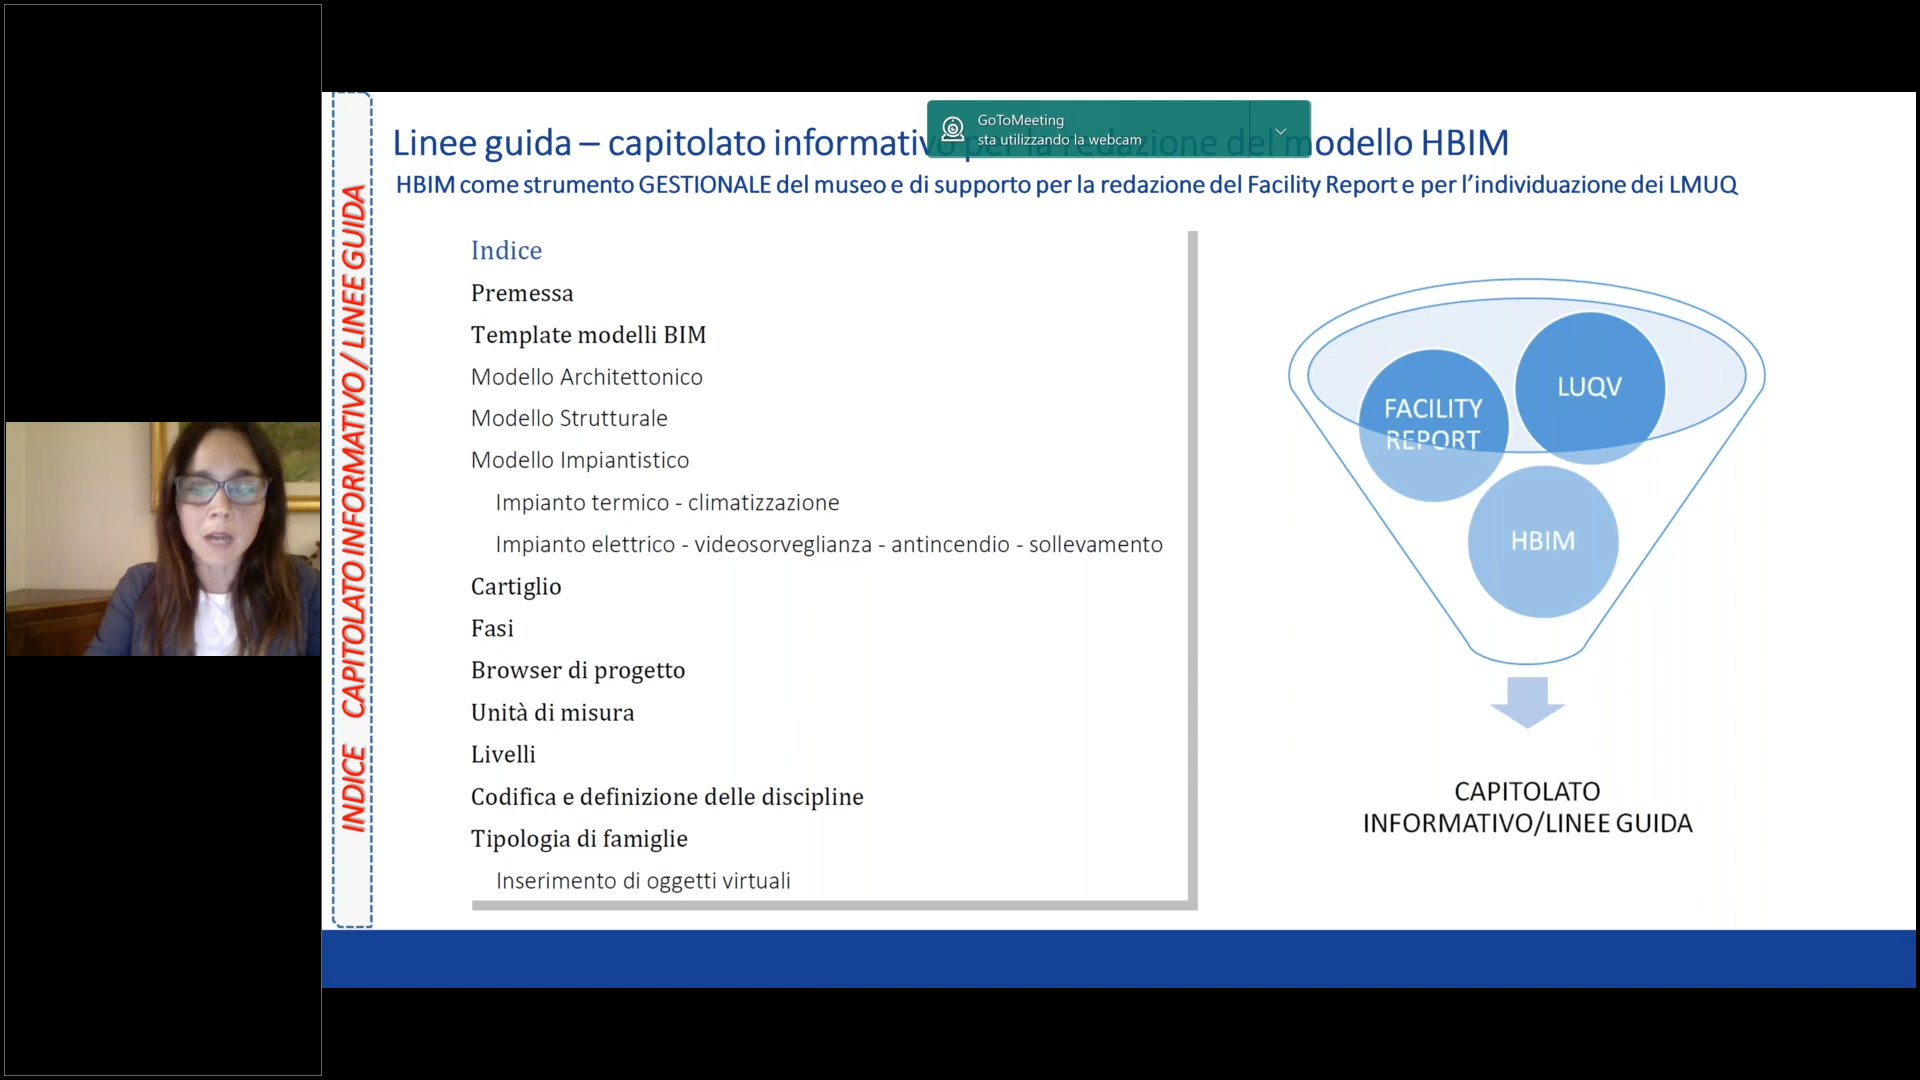 GoToMeeting
sta utilizzando la webcam
Linee guida – capitolato informativo per la redazione del modello HBIM
HBIM come strumento GESTIONALE del museo e di supporto per la redazione del Facility Report e per l’individuazione dei LMUQ
INDICE CAPITOLATO INFORMATIVO/ LINEE GUIDA
Indice
Premessa
Template modelli BIM
Modello Architettonico
Modello Strutturale
Modello Impiantistico
Impianto termico - climatizzazione
Impianto elettrico - videosorveglianza - antincendio - sollevamento
Cartiglio
Fasi
Browser di progetto
Unità di misura
Livelli
Codifica e definizione delle discipline
Tipologia di famiglie
Inserimento di oggetti virtuali
LUQV
FACILITY
REPORT
HBIM
CAPITOLATO
INFORMATIVO/LINEE GUIDA